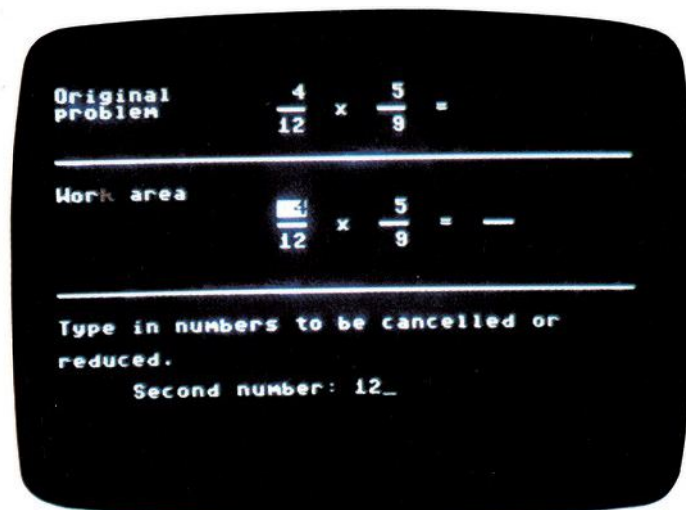 Original
problem
4 5
— x — =
12 9
Work area
4 5
— x — = —
12 9
Type in numbers to be cancelled or
reduced.
Second number: 12_